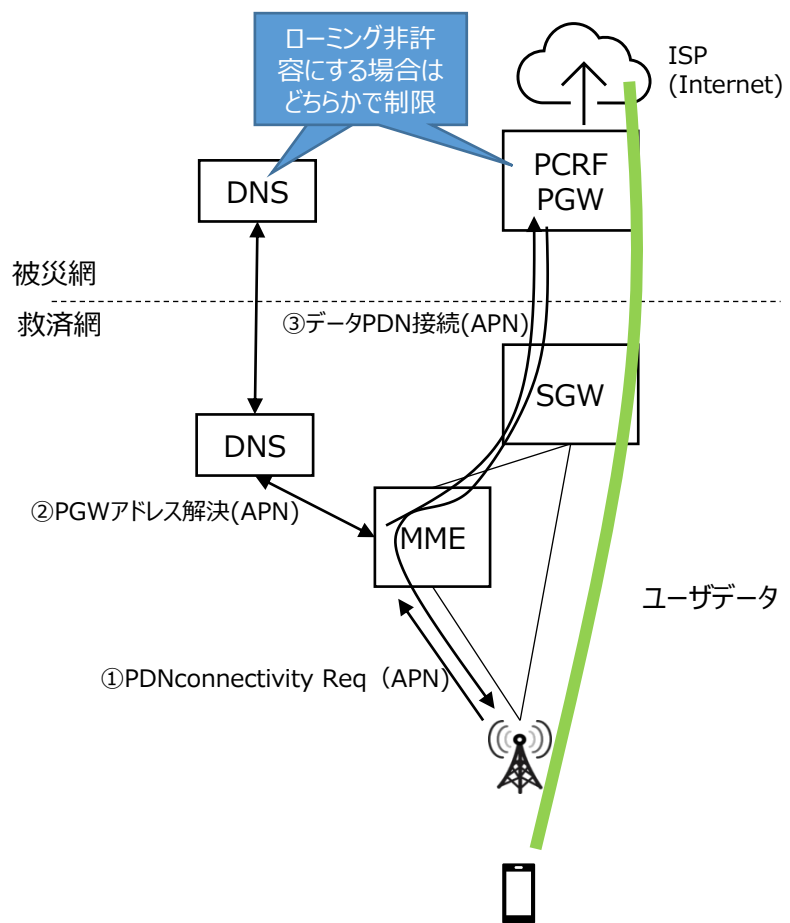 ローミング非許
容にする場合は
どちらかで制限
ISP
(Internet)
DNS
PCRF
PGW
被災網
救済網
③データPDN接続(APN)
SGW
DNS
②PGWアドレス解決(APN)
MME
ユーザデータ
①PDNconnectivity Req（APN)